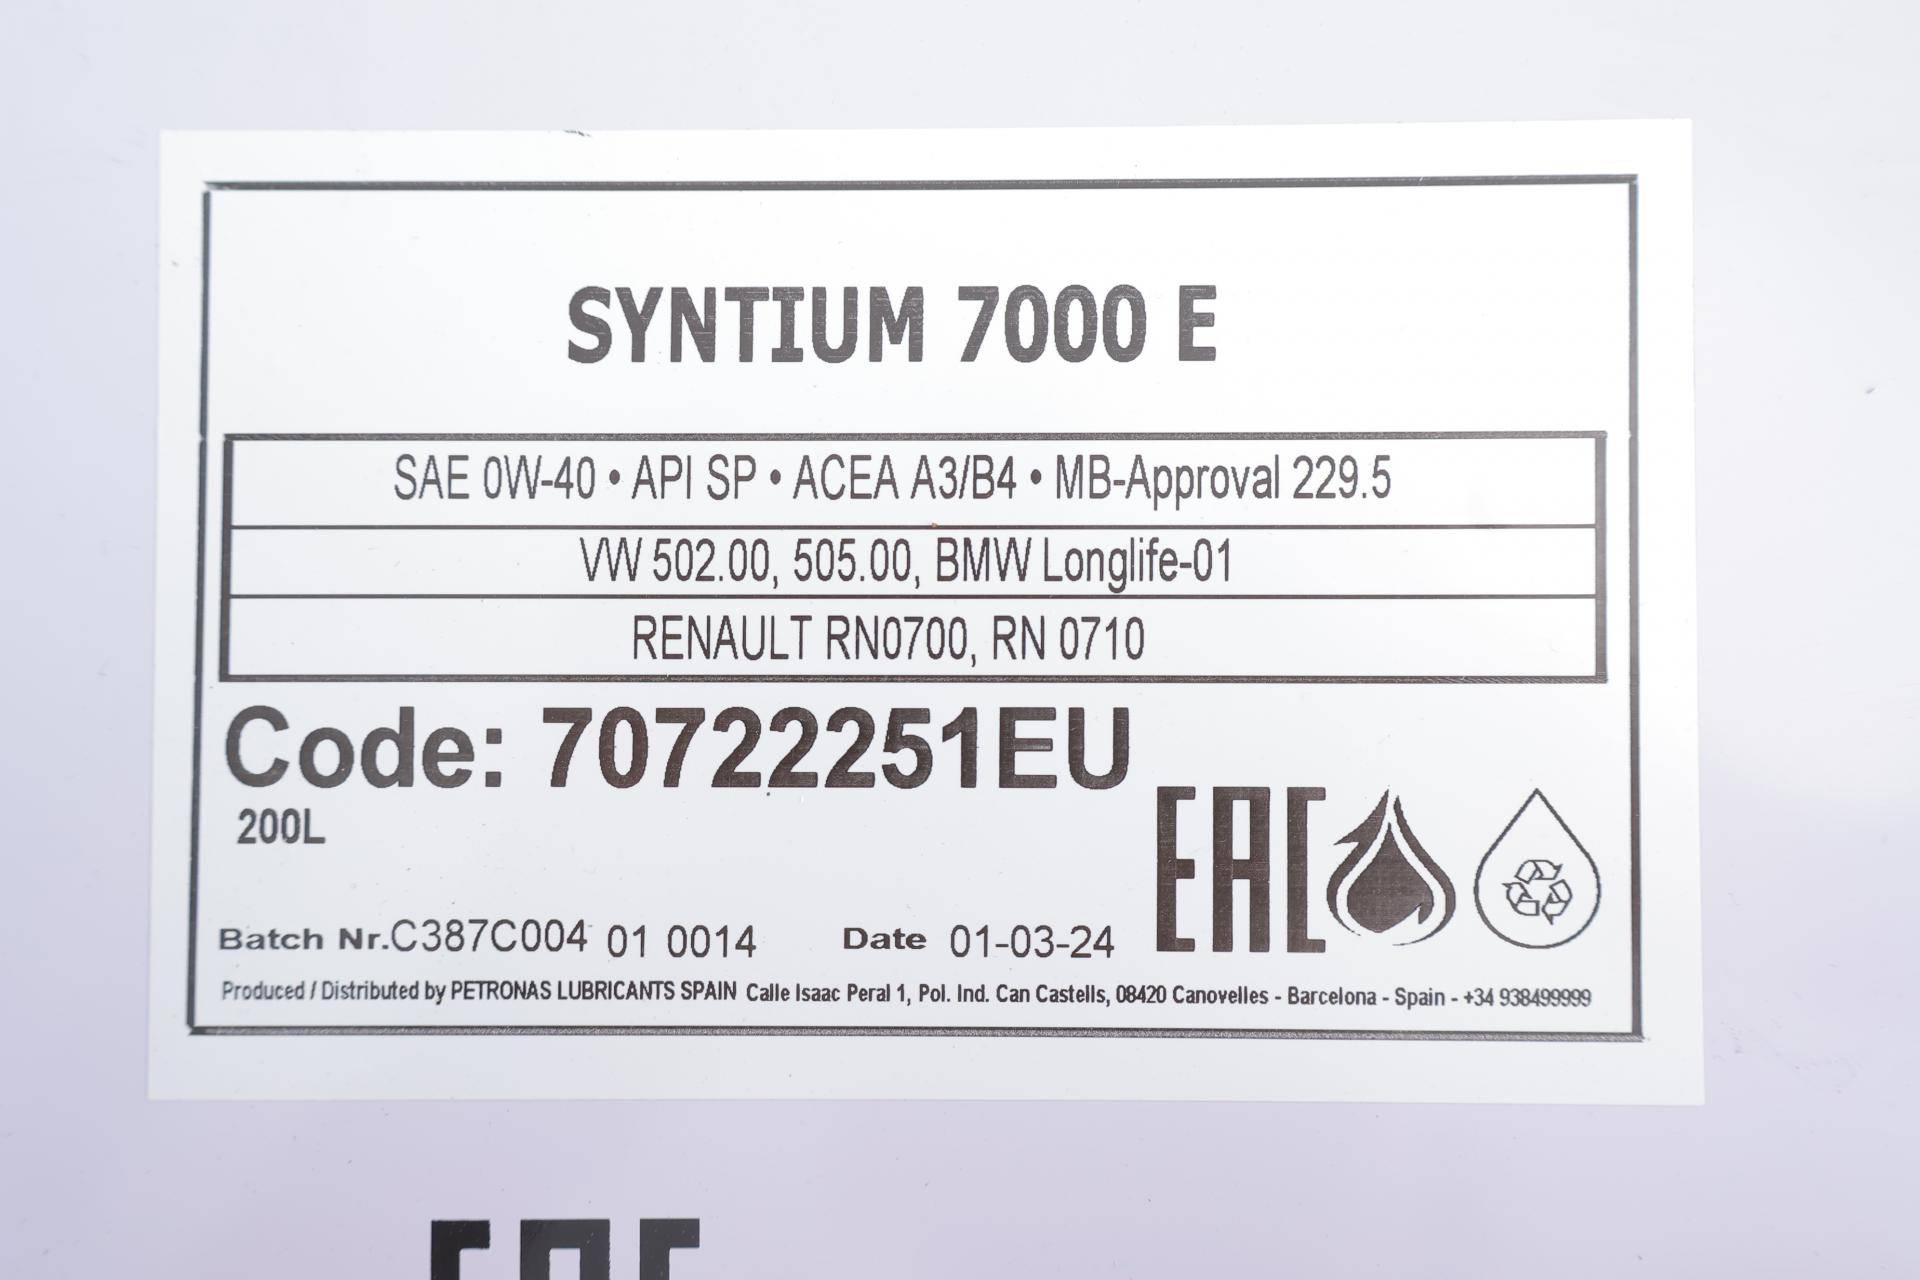 SYNTIUM 7000 E
SAE 0W-40 • API SP • ACEA A3/B4 • MB-Approval 229.5
VW 502.00, 505.00, BMW Longlife-01
RENAULT RN0700, RN 0710
Code: 70722251EU
200L
EAC
Batch Nr.C387C004 01 0014 Date 01-03-24
Produced / Distributed by PETRONAS LUBRICANTS SPAIN Calle Isaac Peral 1, Pol. Ind. Can Castells, 08420 Canovelles - Barcelona - Spain - +34 938499999
EAC